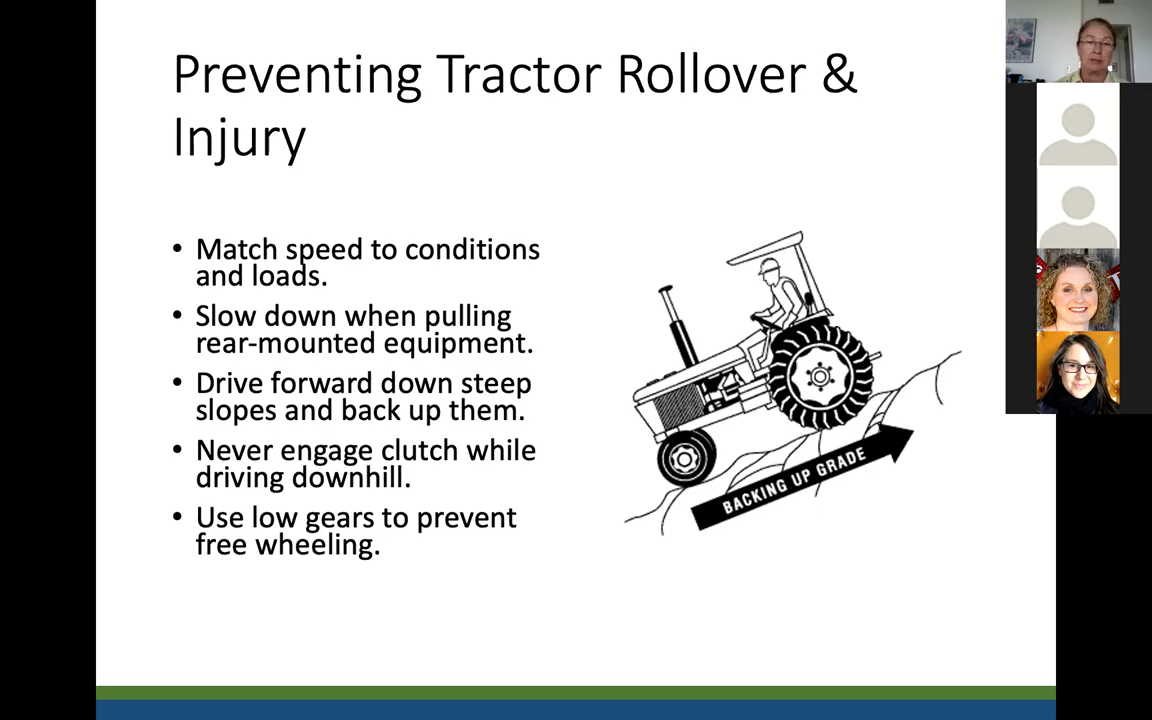 Preventing Tractor Rollover &
Injury
• Match speed to conditions
and loads.
• Slow down when pulling
rear-mounted equipment.
• Drive forward down steep
slopes and back up them.
• Never engage clutch while
driving downhill.
• Use low gears to prevent
free wheeling.
BACKING UP GRADE